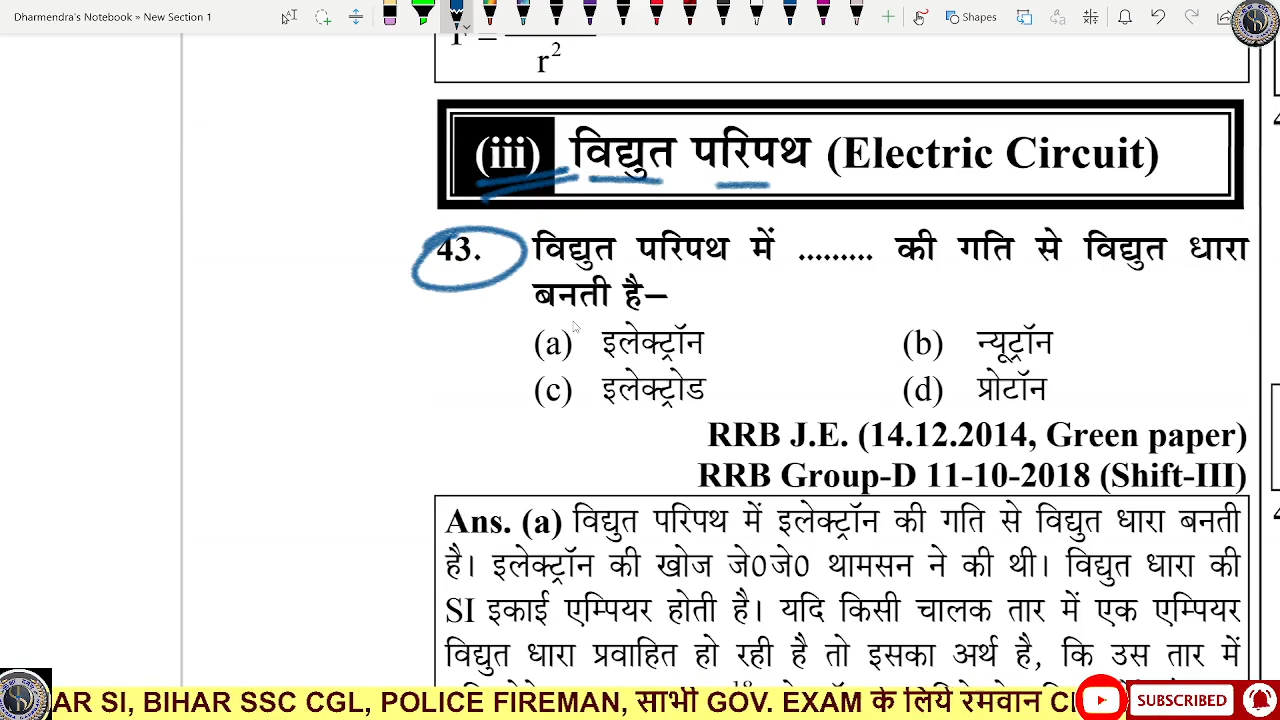 Dharmendra's Notebook » New Section 1
Shapes
r²
(iii) विद्युत परिपथ (Electric Circuit)
43. विद्युत परिपथ में ......... की गति से विद्युत धारा
बनती है–
(a) इलेक्ट्रॉन (b) न्यूट्रॉन
(c) इलेक्ट्रोड (d) प्रोटॉन
RRB J.E. (14.12.2014, Green paper)
RRB Group-D 11-10-2018 (Shift-III)
Ans. (a) विद्युत परिपथ में इलेक्ट्रॉन की गति से विद्युत धारा बनती
है। इलेक्ट्रॉन की खोज जे0जे0 थामसन ने की थी। विद्युत धारा की
SI इकाई एम्पियर होती है। यदि किसी चालक तार में एक एम्पियर
विद्युत धारा प्रवाहित हो रही है तो इसका अर्थ है, कि उस तार में
AR SI, BIHAR SSC CGL, POLICE FIREMAN, साभी GOV. EXAM के लिये रेमवान
SUBSCRIBED